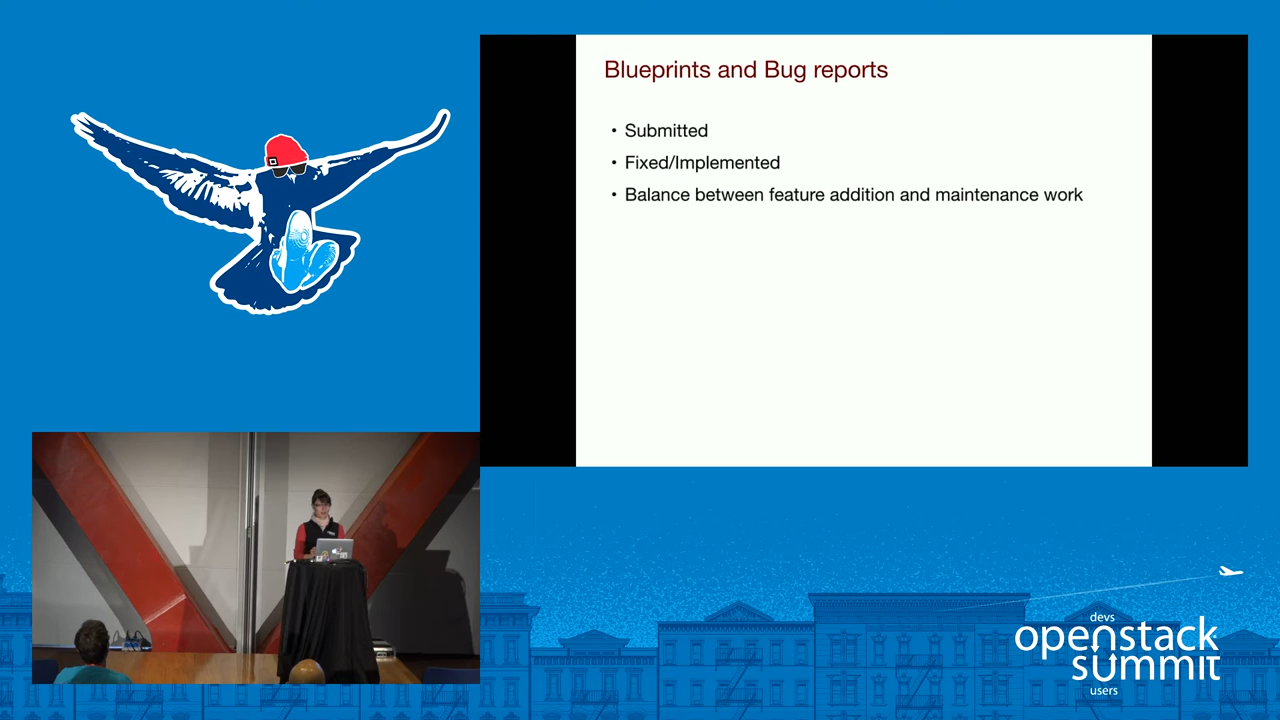 Blueprints and Bug reports
• Submitted
• Fixed/Implemented
• Balance between feature addition and maintenance work
devs
openstack
summit
users